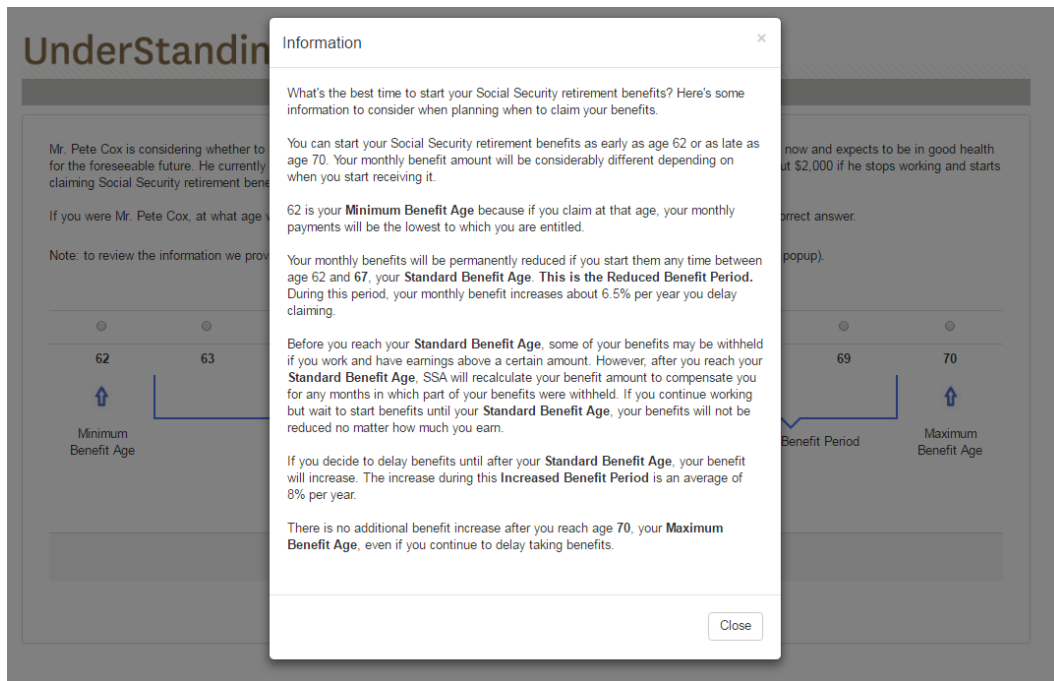 UnderStandin
Information
×
What's the best time to start your Social Security retirement benefits? Here's some
information to consider when planning when to claim your benefits.
You can start your Social Security retirement benefits as early as age 62 or as late as
age 70. Your monthly benefit amount will be considerably different depending on
when you start receiving it.
62 is your Minimum Benefit Age because if you claim at that age, your monthly
payments will be the lowest to which you are entitled.
Your monthly benefits will be permanently reduced if you start them any time between
age 62 and 67, your Standard Benefit Age. This is the Reduced Benefit Period.
During this period, your monthly benefit increases about 6.5% per year you delay
claiming.
Before you reach your Standard Benefit Age, some of your benefits may be withheld
if you work and have earnings above a certain amount. However, after you reach your
Standard Benefit Age, SSA will recalculate your benefit amount to compensate you
for any months in which part of your benefits were withheld. If you continue working
but wait to start benefits until your Standard Benefit Age, your benefits will not be
reduced no matter how much you earn.
If you decide to delay benefits until after your Standard Benefit Age, your benefit
will increase. The increase during this Increased Benefit Period is an average of
8% per year.
There is no additional benefit increase after you reach age 70, your Maximum
Benefit Age, even if you continue to delay taking benefits.
Close
Mr. Pete Cox is considering whether to now and expects to be in good health
for the foreseeable future. He currently ut $2,000 if he stops working and starts
claiming Social Security retirement bene
If you were Mr. Pete Cox, at what age orrect answer.
Note: to review the information we prov popup).
62 63 69 70
Minimum
Benefit Age
Benefit Period
Maximum
Benefit Age